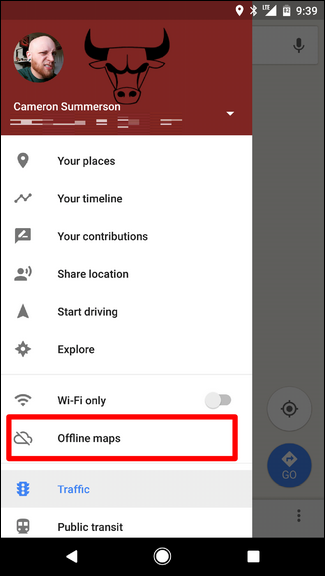 LTE 9:39
Cameron Summerson
Your places
Your timeline
Your contributions
Share location
Start driving
Explore
Wi-Fi only
Offline maps
Traffic
GO
Public transit